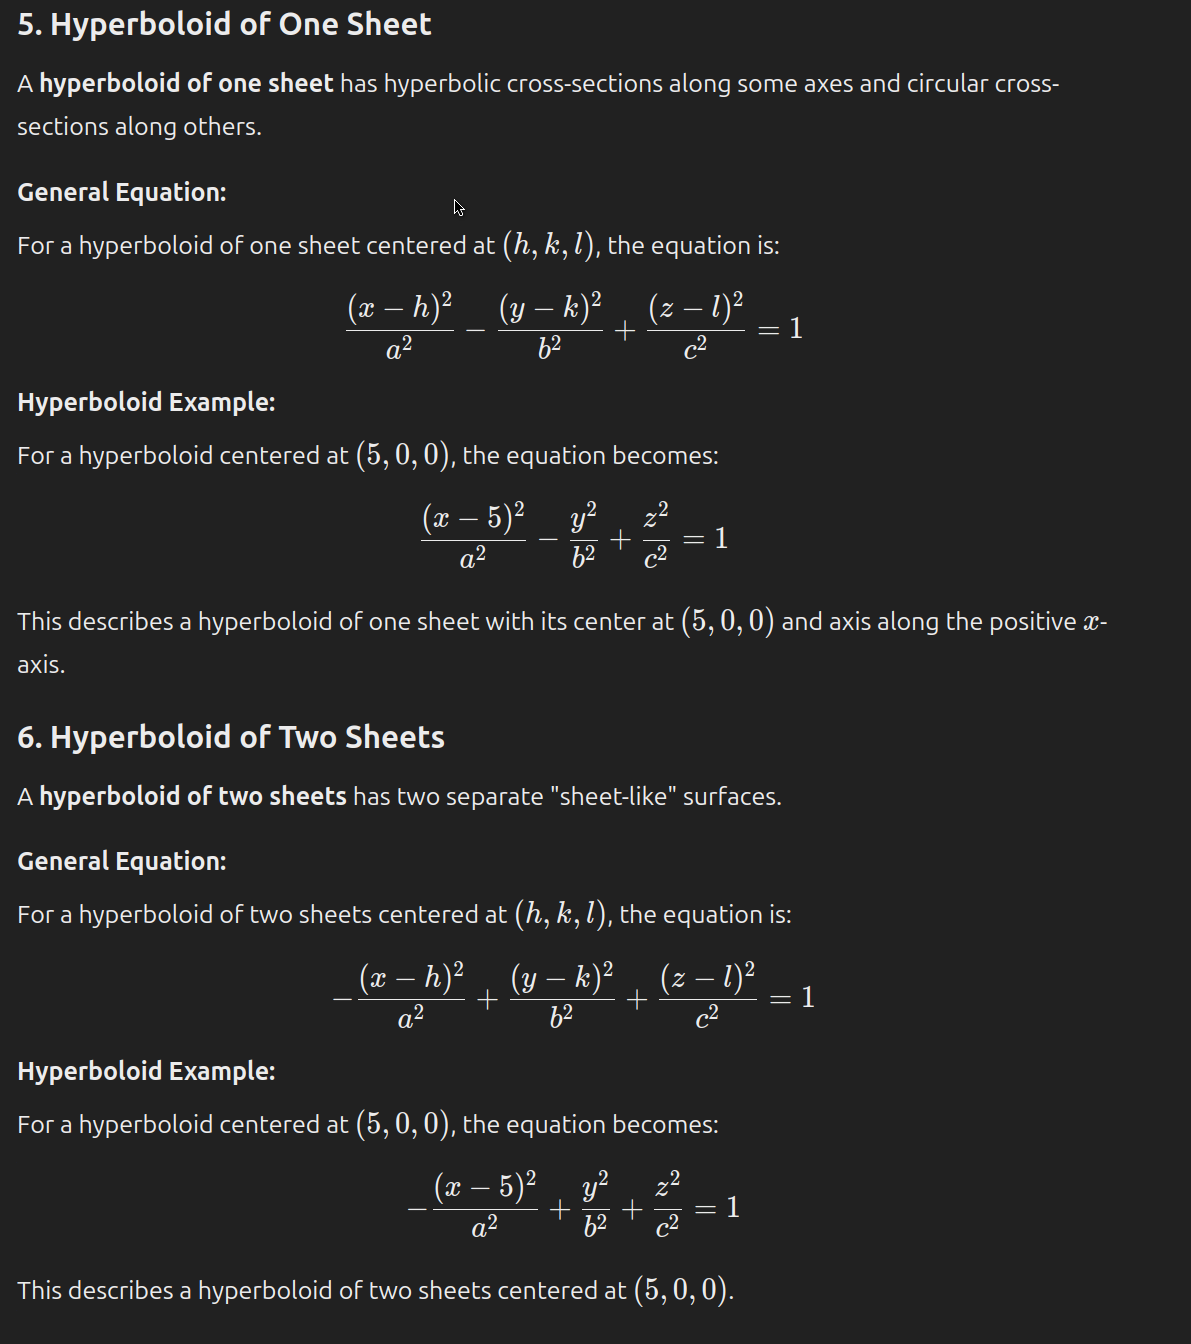 5. Hyperboloid of One Sheet
A hyperboloid of one sheet has hyperbolic cross-sections along some axes and circular cross-
sections along others.
General Equation:
For a hyperboloid of one sheet centered at (h, k, l), the equation is:
\frac{(x - h)^2}{a^2} - \frac{(y - k)^2}{b^2} + \frac{(z - l)^2}{c^2} = 1
Hyperboloid Example:
For a hyperboloid centered at (5, 0, 0), the equation becomes:
\frac{(x - 5)^2}{a^2} - \frac{y^2}{b^2} + \frac{z^2}{c^2} = 1
This describes a hyperboloid of one sheet with its center at (5, 0, 0) and axis along the positive x-
axis.
6. Hyperboloid of Two Sheets
A hyperboloid of two sheets has two separate "sheet-like" surfaces.
General Equation:
For a hyperboloid of two sheets centered at (h, k, l), the equation is:
-\frac{(x - h)^2}{a^2} + \frac{(y - k)^2}{b^2} + \frac{(z - l)^2}{c^2} = 1
Hyperboloid Example:
For a hyperboloid centered at (5, 0, 0), the equation becomes:
-\frac{(x - 5)^2}{a^2} + \frac{y^2}{b^2} + \frac{z^2}{c^2} = 1
This describes a hyperboloid of two sheets centered at (5, 0, 0).